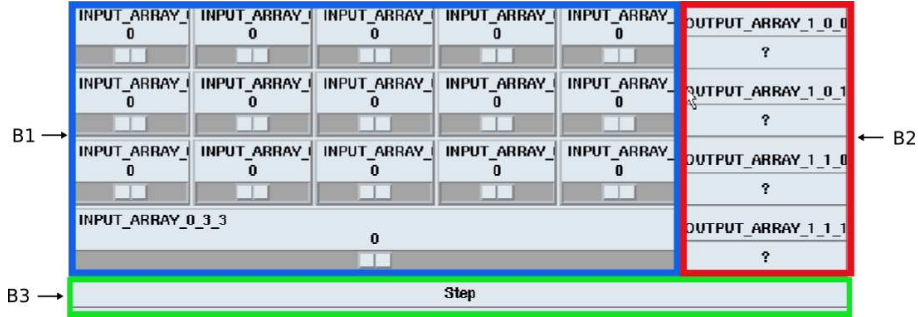 INPUT_ARRAY_ INPUT_ARRAY_ INPUT_ARRAY_ INPUT_ARRAY_ INPUT_ARRAY_ OUTPUT_ARRAY_1_0_0
0 0 0 0 0
?
INPUT_ARRAY_ INPUT_ARRAY_ INPUT_ARRAY_ INPUT_ARRAY_ INPUT_ARRAY_ OUTPUT_ARRAY_1_0_1
0 0 0 0 0
?
B1 B2
INPUT_ARRAY_ INPUT_ARRAY_ INPUT_ARRAY_ INPUT_ARRAY_ INPUT_ARRAY_ OUTPUT_ARRAY_1_1_0
0 0 0 0 0
?
INPUT_ARRAY_0_3_3 OUTPUT_ARRAY_1_1_1
0
?
B3 Step